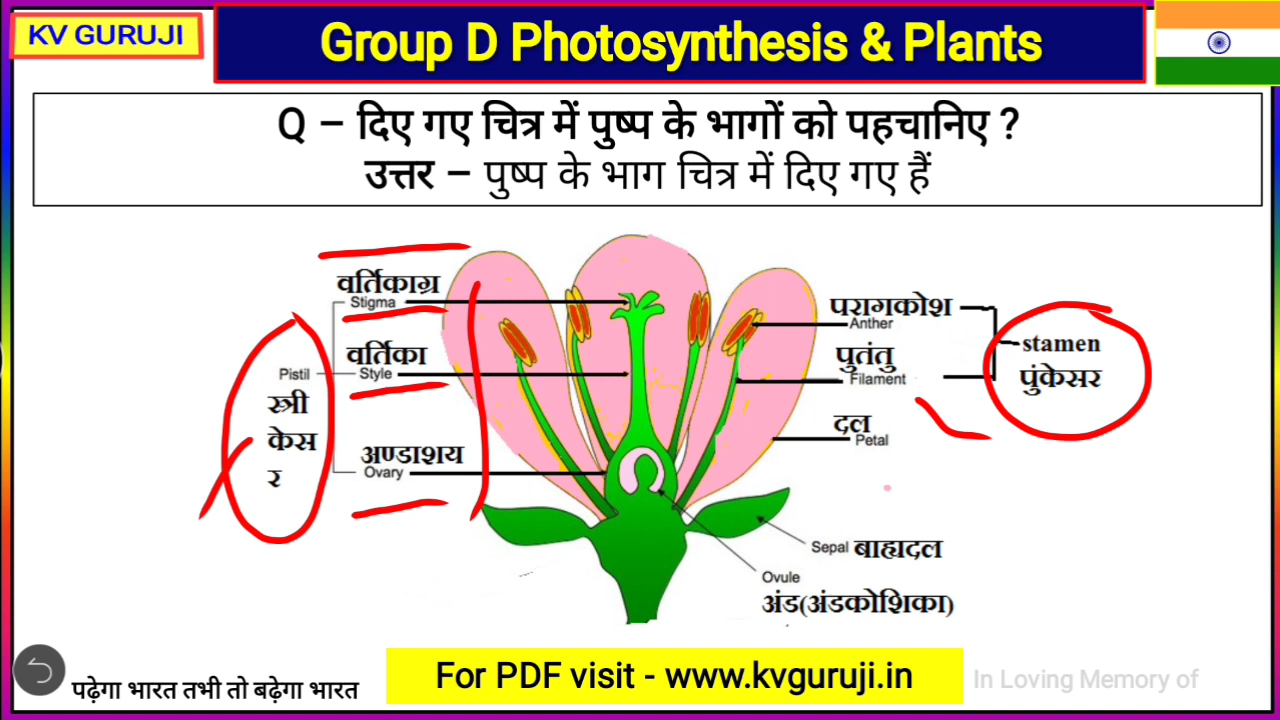 KV GURUJI
Group D Photosynthesis & Plants
Q – दिए गए चित्र में पुष्प के भागों को पहचानिए ?
उत्तर – पुष्प के भाग चित्र में दिए गए हैं
वर्तिकाग्र
Stigma
वर्तिका
Pistil
Style
स्त्री
केस
र
अण्डाशय
Ovary
परागकोश
Anther
पुतंतु
Filament
stamen
पुंकेसर
दल
Petal
Sepal बाह्यदल
Ovule
अंड(अंडकोशिका)
पढ़ेगा भारत तभी तो बढ़ेगा भारत
For PDF visit - www.kvguruji.in
In Loving Memory of